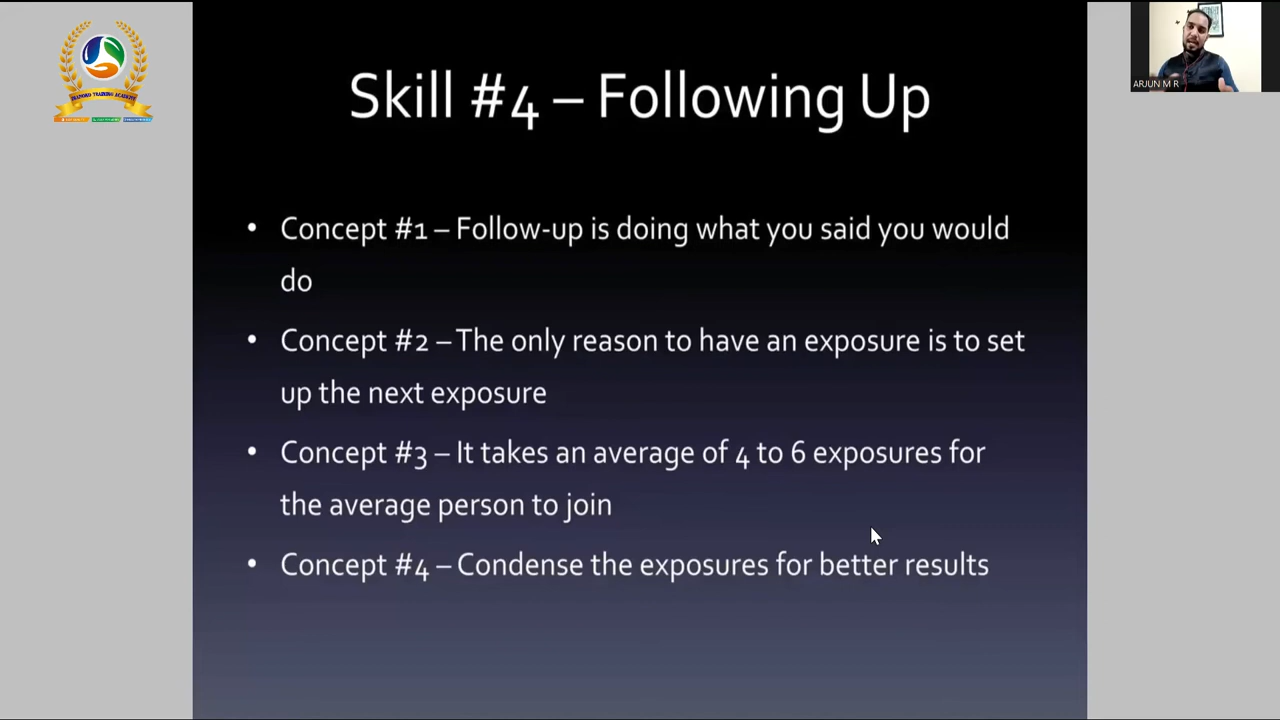 Skill #4 – Following Up
• Concept #1 – Follow-up is doing what you said you would
do
• Concept #2 – The only reason to have an exposure is to set
up the next exposure
• Concept #3 – It takes an average of 4 to 6 exposures for
the average person to join
• Concept #4 – Condense the exposures for better results
ARJUN M R
TRAINING ACADEMY